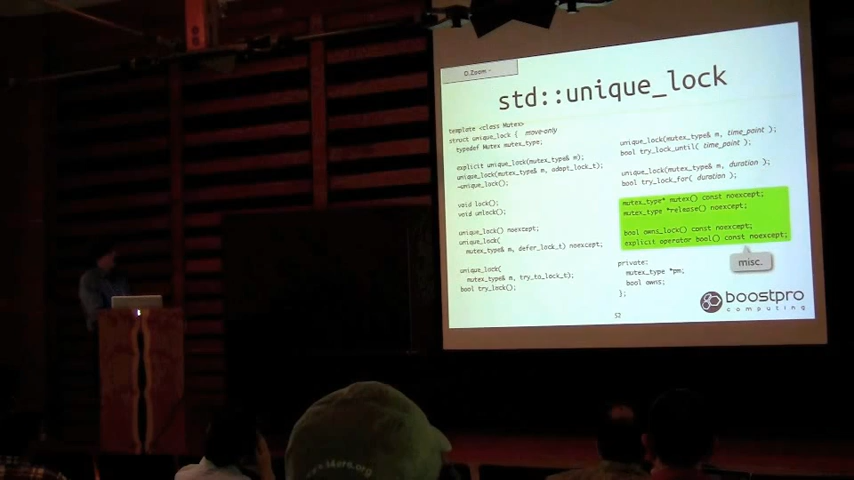 D.Zoom -
std::unique_lock
template <class Mutex>
struct unique_lock { move-only
typedef Mutex mutex_type;
explicit unique_lock(mutex_type& m);
unique_lock(mutex_type& m, adopt_lock_t);
~unique_lock();
void lock();
void unlock();
unique_lock() noexcept;
unique_lock(
mutex_type& m, defer_lock_t) noexcept;
unique_lock(
mutex_type& m, try_to_lock_t);
bool try_lock();
unique_lock(mutex_type& m, time_point );
bool try_lock_until( time_point );
unique_lock(mutex_type& m, duration );
bool try_lock_for( duration );
mutex_type* mutex() const noexcept;
mutex_type *release() noexcept;
bool owns_lock() const noexcept;
explicit operator bool() const noexcept;
misc.
private:
mutex_type *pm;
bool owns;
};
52
boostpro
computing